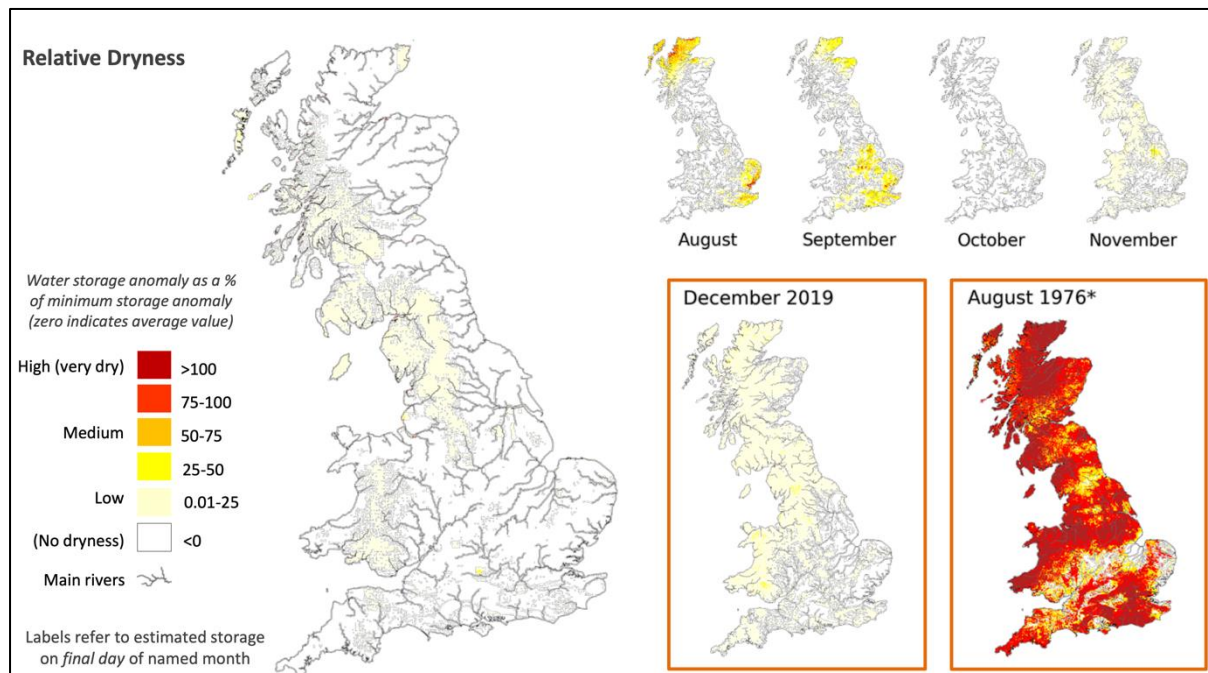 Relative Dryness
Water storage anomaly as a %
of minimum storage anomaly
(zero indicates average value)
High (very dry) >100
75-100
Medium 50-75
25-50
Low 0.01-25
(No dryness) <0
Main rivers
Labels refer to estimated storage
on final day of named month
August
September
October
November
December 2019
August 1976*